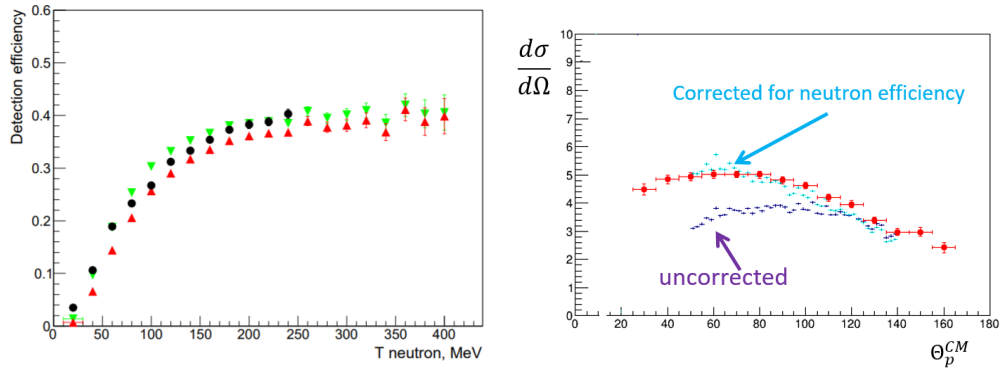 Detection efficiency
0.6
0.5
0.4
0.3
0.2
0.1
0
0 50 100 150 200 250 300 350 400
T neutron, MeV
dσ
dΩ
10
9
8
7
6
5
4
3
2
1
0
0 20 40 60 80 100 120 140 160 180
Corrected for neutron efficiency
uncorrected
Θ_p^CM